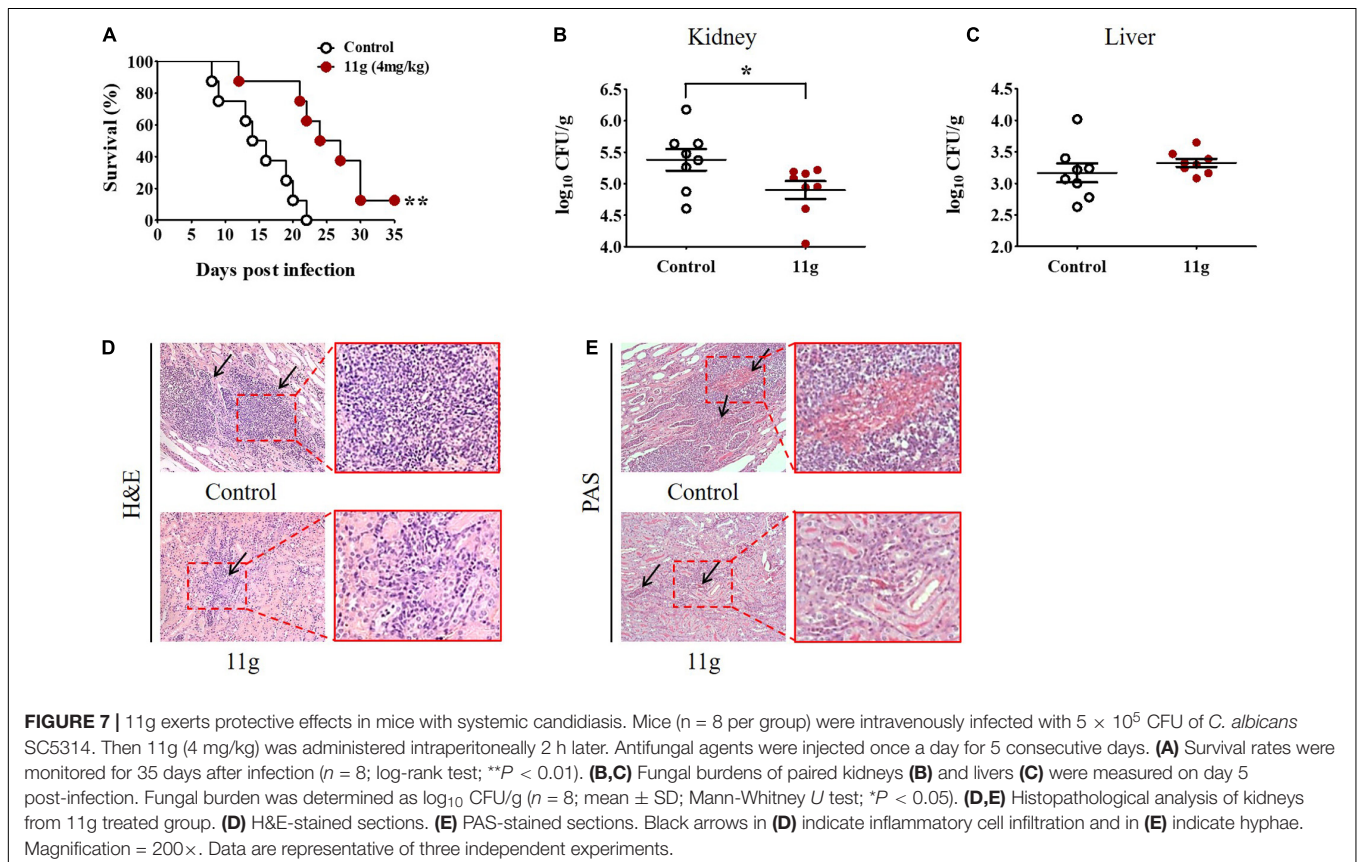 A
Control
11g (4mg/kg)
Survival (%)
100
80
60
40
20
0
**
0 5 10 15 20 25 30 35
Days post infection
B
Kidney
*
log10 CFU/g
6.5
6.0
5.5
5.0
4.5
4.0
Control 11g
C
Liver
log10 CFU/g
4.5
4.0
3.5
3.0
2.5
2.0
Control 11g
D
H&E
Control
11g
E
PAS
Control
11g
FIGURE 7 | 11g exerts protective effects in mice with systemic candidiasis. Mice (n = 8 per group) were intravenously infected with 5 × 10⁵ CFU of C. albicans
SC5314. Then 11g (4 mg/kg) was administered intraperitoneally 2 h later. Antifungal agents were injected once a day for 5 consecutive days. (A) Survival rates were
monitored for 35 days after infection (n = 8; log-rank test; **P < 0.01). (B,C) Fungal burdens of paired kidneys (B) and livers (C) were measured on day 5
post-infection. Fungal burden was determined as log₁₀ CFU/g (n = 8; mean ± SD; Mann-Whitney U test; *P < 0.05). (D,E) Histopathological analysis of kidneys
from 11g treated group. (D) H&E-stained sections. (E) PAS-stained sections. Black arrows in (D) indicate inflammatory cell infiltration and in (E) indicate hyphae.
Magnification = 200×. Data are representative of three independent experiments.